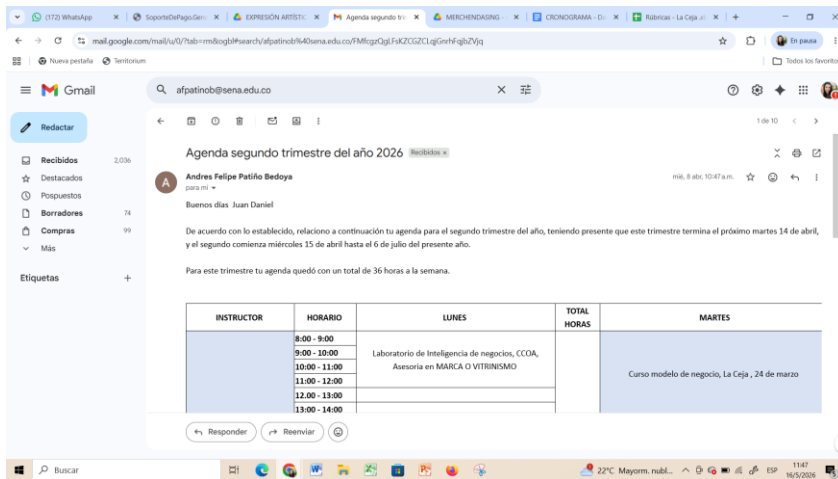 (172) WhatsApp
SoporteDePago.Gen
EXPRESIÓN ARTÍSTIC
Agenda segundo tri
MERCHENDASING -
CRONOGRAMA - D
Rúbricas - La Ceja
mail.google.com/mail/u/0/?tab=rm&ogbl#search/afpatinob%40sena.edu.co/FMfcgzQgLFsKZCGZCLqjGnrhFqjbZVjq
En pausa
Nueva pestaña
Territorium
Todos los favorito
Gmail
afpatinob@sena.edu.co
Redactar
1 de 10
Recibidos 2,036
Destacados
Pospuestos
Borradores 74
Compras 99
Más
Etiquetas
Agenda segundo trimestre del año 2026 Recibidos x
A
Andres Felipe Patiño Bedoya
mié, 8 abr, 10:47 a.m.
para mí
Buenos días Juan Daniel
De acuerdo con lo establecido, relaciono a continuación tu agenda para el segundo trimestre del año, teniendo presente que este trimestre termina el próximo martes 14 de abril,
y el segundo comienza miércoles 15 de abril hasta el 6 de julio del presente año.
Para este trimestre tu agenda quedó con un total de 36 horas a la semana.
INSTRUCTOR HORARIO LUNES TOTAL HORAS MARTES
8:00 - 9:00
9:00 - 10:00
10:00 - 11:00
11:00 - 12:00
12.00 - 13:00
13:00 - 14:00
Laboratorio de Inteligencia de negocios, CCOA,
Asesoria en MARCA O VITRINISMO
Curso modelo de negocio, La Ceja , 24 de marzo
Responder
Reenviar
Buscar
22°C Mayorm. nubl...
ESP
11:47
16/5/2026